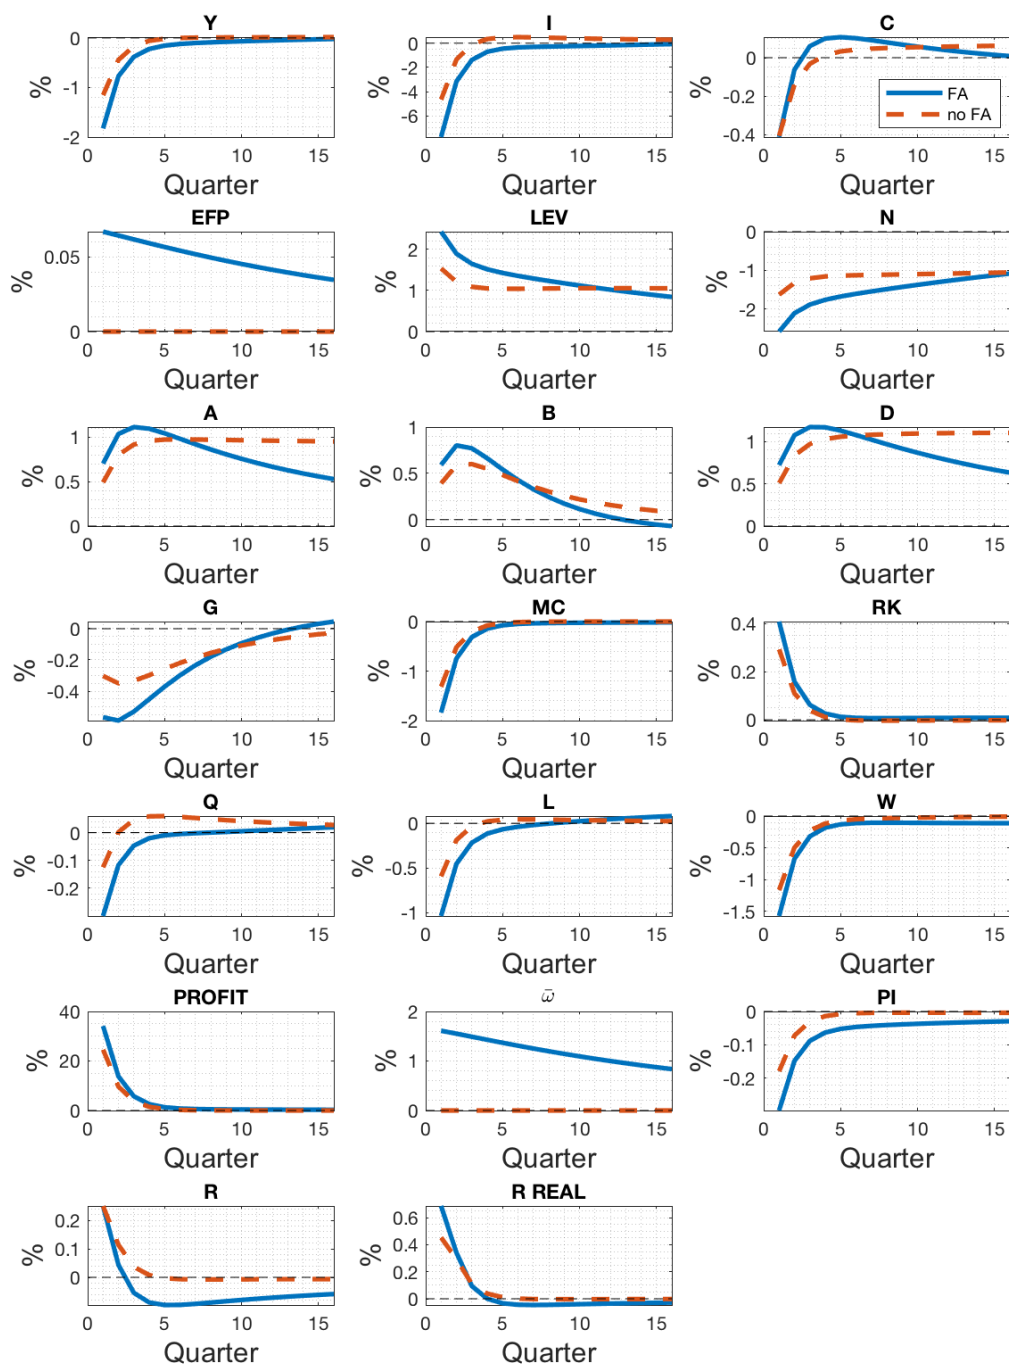 Y I C
0
-1
-2
%
0 5 10 15
Quarter
0
-2
-4
-6
%
0 5 10 15
Quarter
0
-0.2
-0.4
%
FA
no FA
0 5 10 15
Quarter
EFP LEV N
0.05
0
%
0 5 10 15
Quarter
2
1
0
%
0 5 10 15
Quarter
0
-1
-2
%
0 5 10 15
Quarter
A B D
1
0.5
0
%
0 5 10 15
Quarter
1
0.5
0
%
0 5 10 15
Quarter
1
0.5
0
%
0 5 10 15
Quarter
G MC RK
0
-0.2
-0.4
%
0 5 10 15
Quarter
0
-1
-2
%
0 5 10 15
Quarter
0.4
0.2
0
%
0 5 10 15
Quarter
Q L W
0
-0.1
-0.2
%
0 5 10 15
Quarter
0
-0.5
-1
%
0 5 10 15
Quarter
0
-0.5
-1
-1.5
%
0 5 10 15
Quarter
PROFIT ω̄ PI
40
20
0
%
0 5 10 15
Quarter
2
1
0
%
0 5 10 15
Quarter
0
-0.1
-0.2
%
0 5 10 15
Quarter
R R REAL
0.2
0.1
0
%
0 5 10 15
Quarter
0.6
0.4
0.2
0
%
0 5 10 15
Quarter